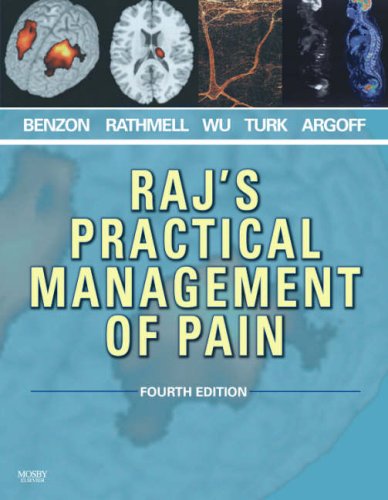 BENZON RATHMELL WU TURK ARGOFF
RAJ'S
PRACTICAL
MANAGEMENT
OF PAIN
FOURTH EDITION
MOSBY
ELSEVIER